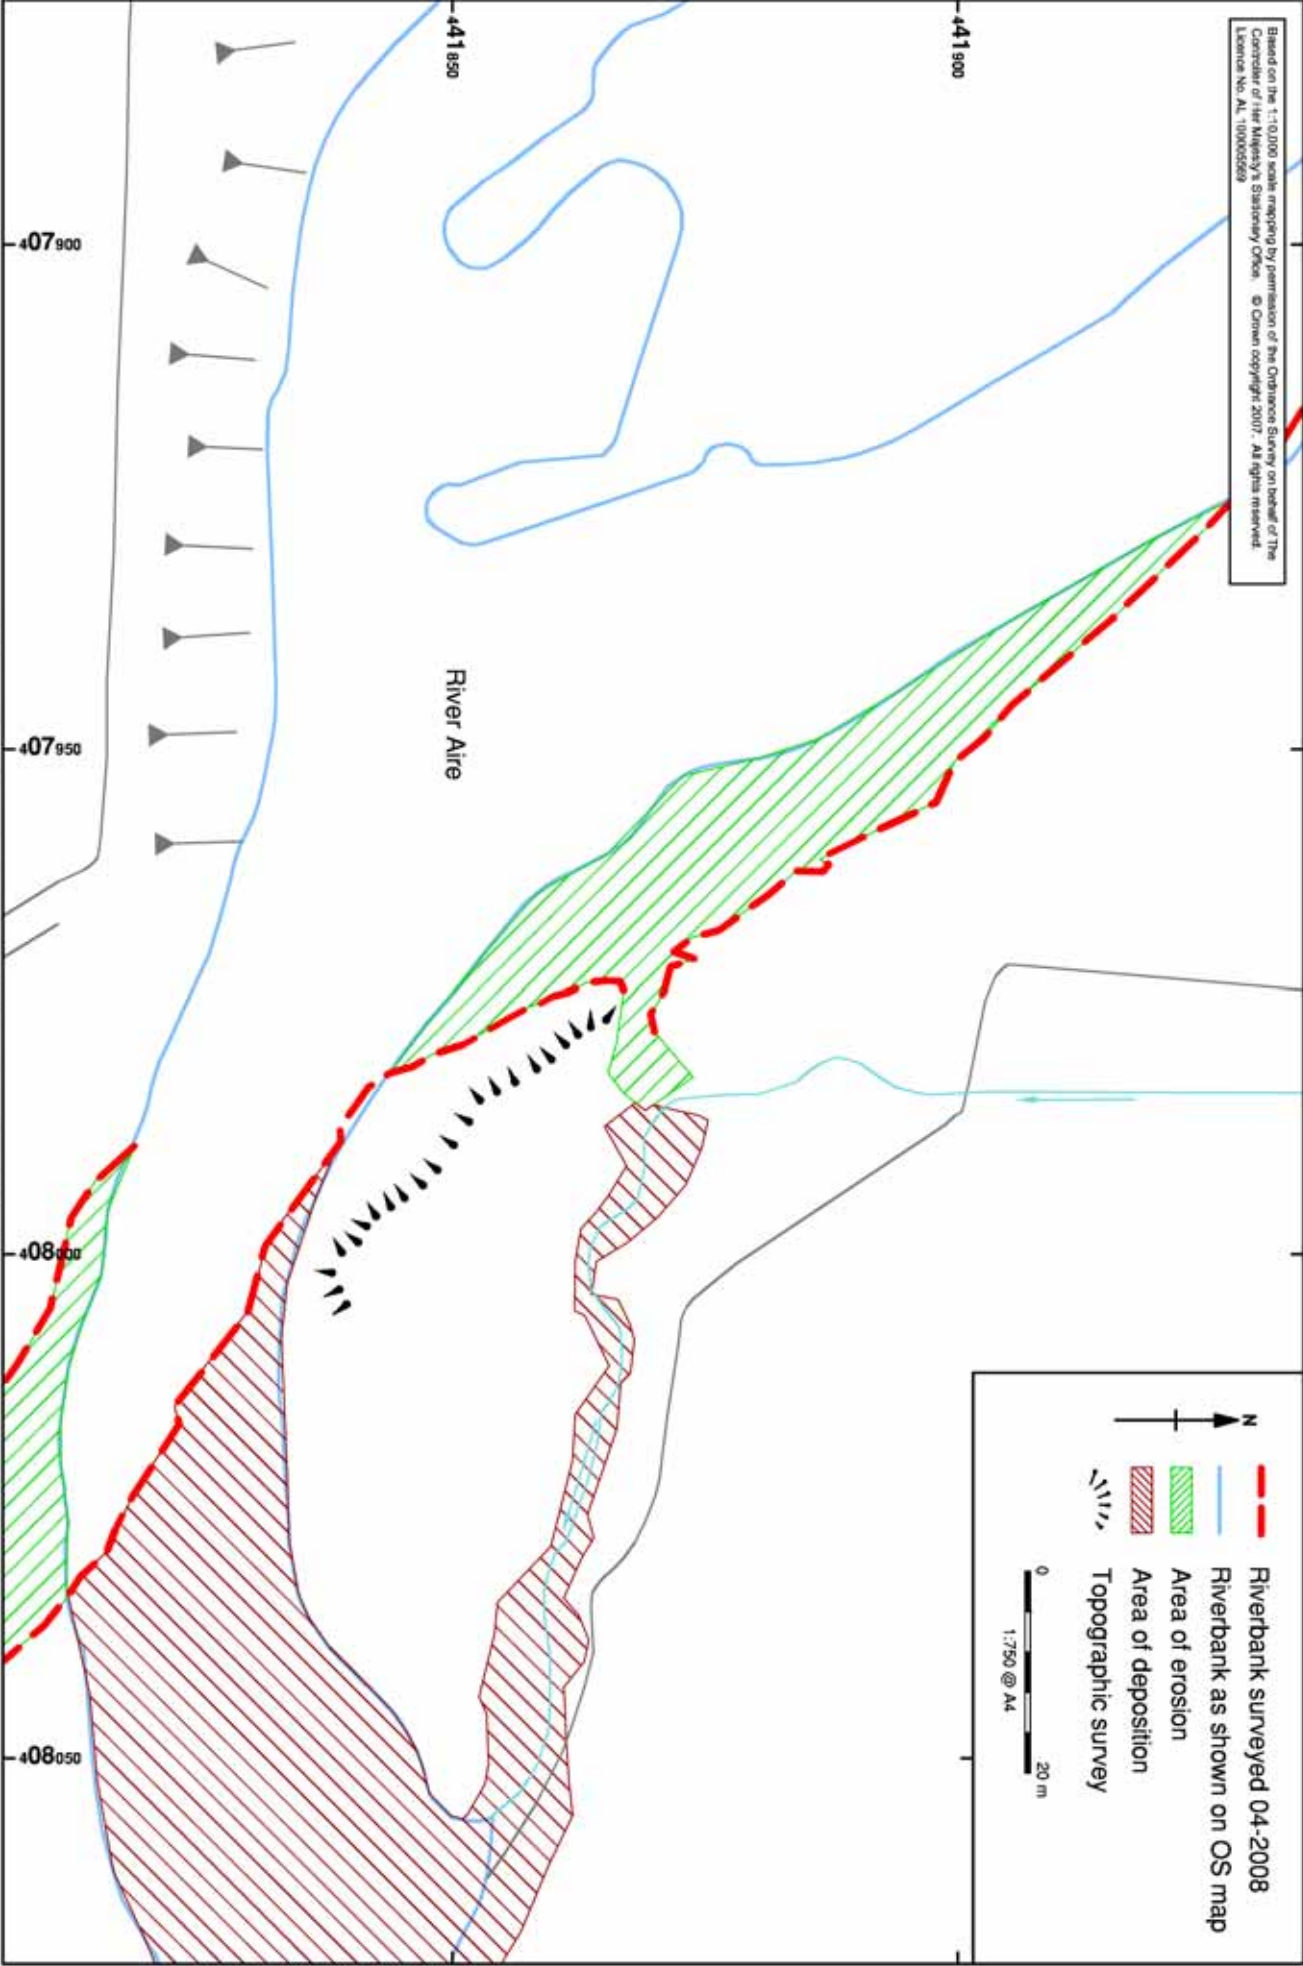 Based on the 1:10,000 scale mapping by permission of the Ordnance Survey on behalf of The
Controller of Her Majesty's Stationary Office. © Crown copyright 2007. All rights reserved.
Licence No. AL 100005569
441850
441900
407900
407950
408000
408050
River Aire
N
Riverbank surveyed 04-2008
Riverbank as shown on OS map
Area of erosion
Area of deposition
Topographic survey
0
20 m
1:750 @ A4